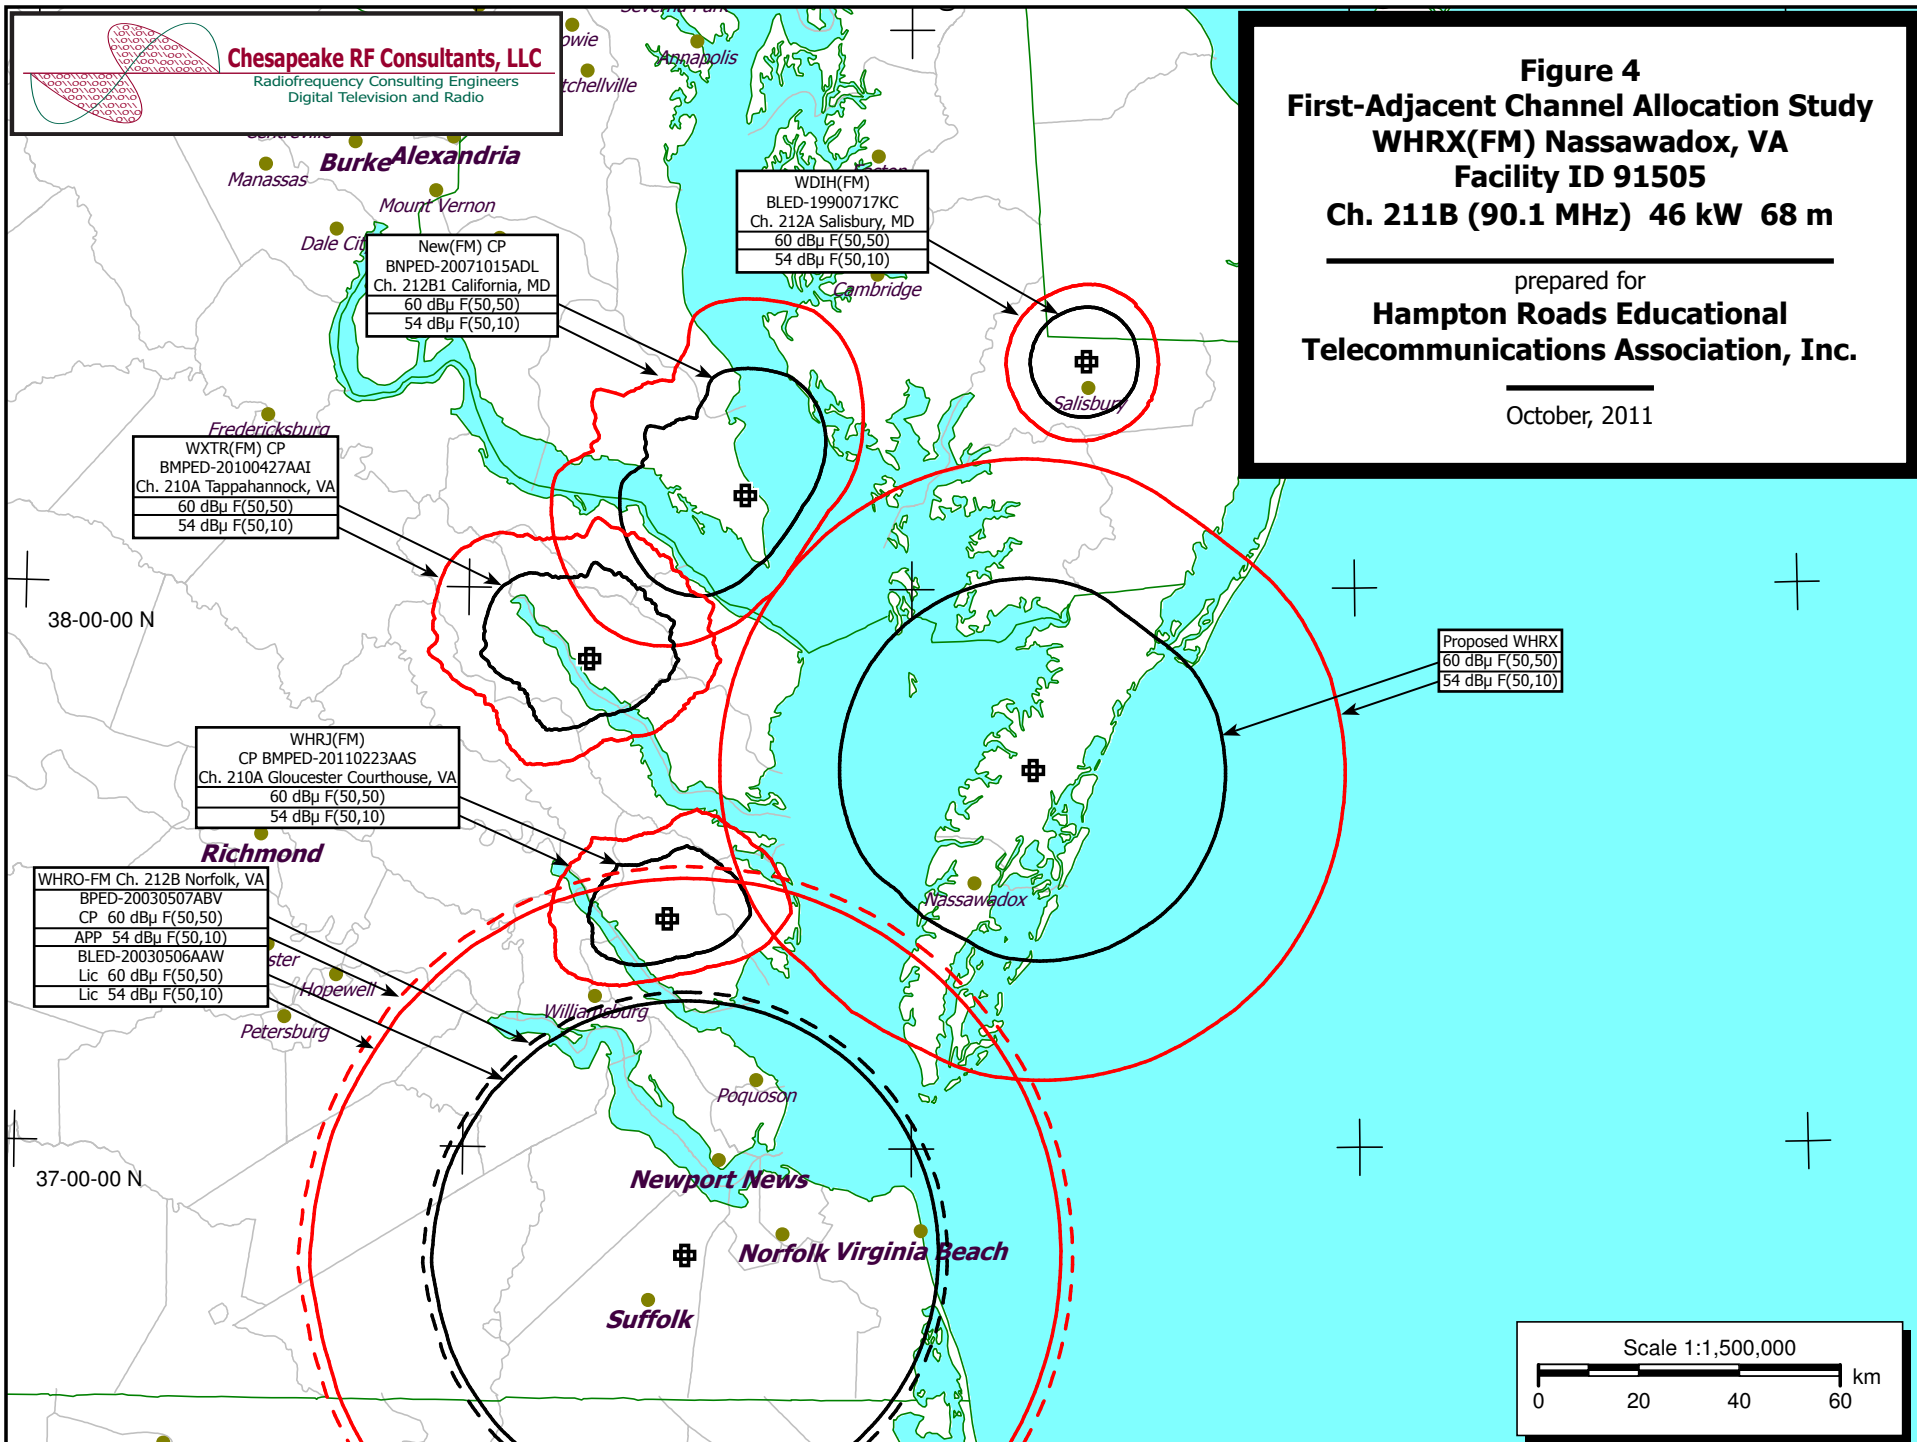 Chesapeake RF Consultants, LLC
Radiofrequency Consulting Engineers
Digital Television and Radio
Figure 4
First-Adjacent Channel Allocation Study
WHRX(FM) Nassawadox, VA
Facility ID 91505
Ch. 211B (90.1 MHz)  46 kW  68 m
prepared for
Hampton Roads Educational
Telecommunications Association, Inc.
October, 2011
Annapolis
Manassas
Burke
Alexandria
Mount Vernon
WDIH(FM)
BLED-19900717KC
Ch. 212A Salisbury, MD
60 dBµ F(50,50)
54 dBµ F(50,10)
Cambridge
New(FM) CP
BNPED-20071015ADL
Ch. 212B1 California, MD
60 dBµ F(50,50)
54 dBµ F(50,10)
Dale Cit
Salisbury
Fredericksburg
WXTR(FM) CP
BMPED-20100427AAI
Ch. 210A Tappahannock, VA
60 dBµ F(50,50)
54 dBµ F(50,10)
38-00-00 N
Proposed WHRX
60 dBµ F(50,50)
54 dBµ F(50,10)
WHRJ(FM)
CP BMPED-20110223AAS
Ch. 210A Gloucester Courthouse, VA
60 dBµ F(50,50)
54 dBµ F(50,10)
Richmond
WHRO-FM Ch. 212B Norfolk, VA
BPED-20030507ABV
CP  60 dBµ F(50,50)
APP  54 dBµ F(50,10)
BLED-20030506AAW
Lic  60 dBµ F(50,50)
Lic  54 dBµ F(50,10)
ster
Hopewell
Petersburg
Williamsburg
Nassawadox
Poquoson
37-00-00 N
Newport News
Norfolk
Virginia Beach
Suffolk
Scale 1:1,500,000
km
0 20 40 60